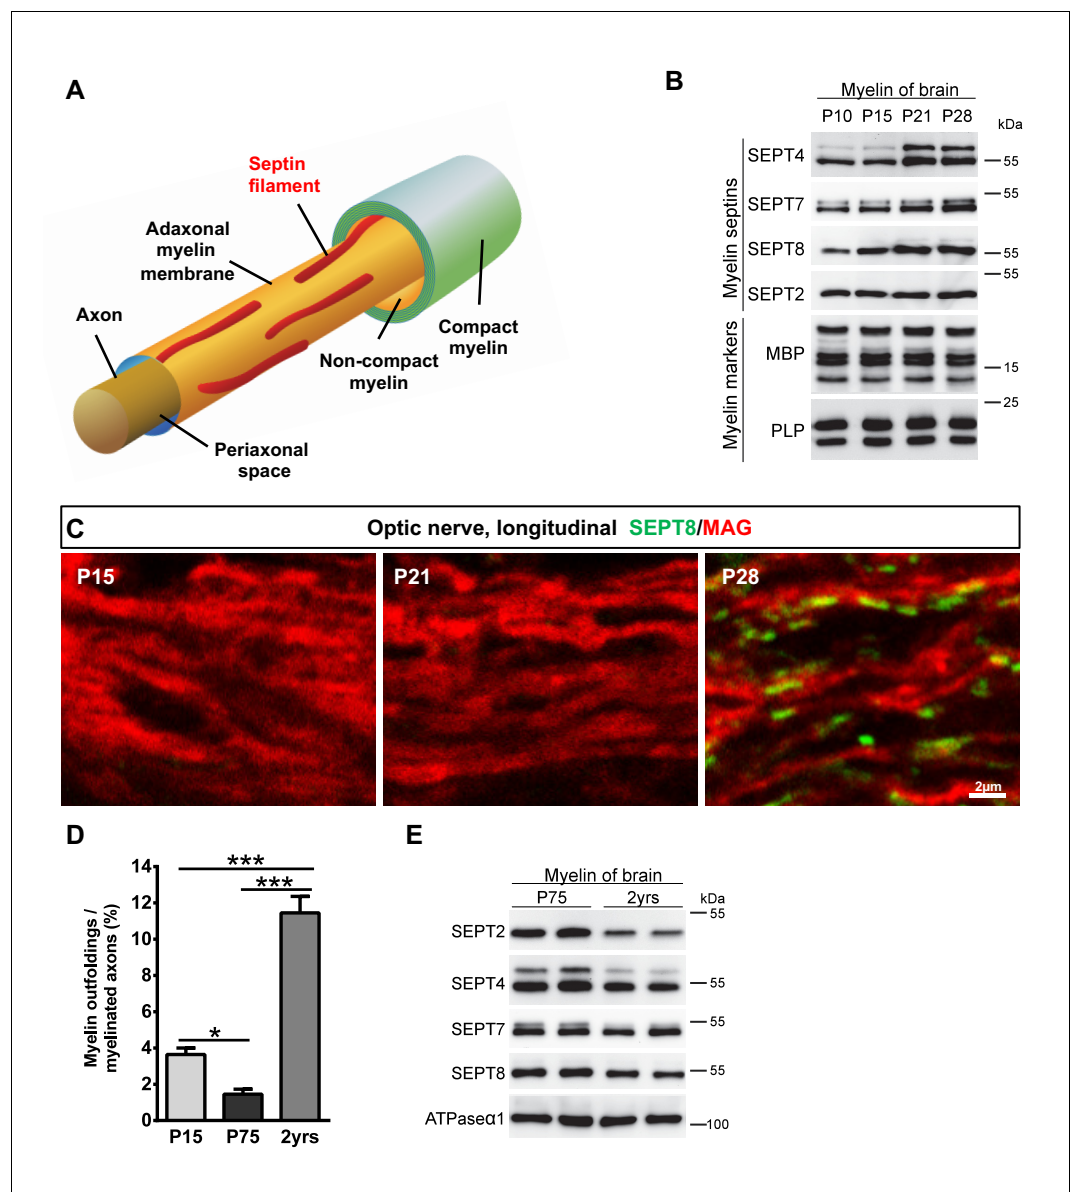 A
Septin
filament
Adaxonal
myelin
membrane
Axon
Compact
myelin
Non-compact
myelin
Periaxonal
space
B
Myelin of brain
P10 P15 P21 P28
kDa
Myelin septins
SEPT4
55
SEPT7
55
SEPT8
55
SEPT2
55
Myelin markers
MBP
15
PLP
25
C
Optic nerve, longitudinal SEPT8/MAG
P15
P21
P28
2µm
D
Myelin outfoldings /
myelinated axons (%)
14
12
10
8
6
4
2
0
***
***
*
P15 P75 2yrs
E
Myelin of brain
P75 2yrs
kDa
SEPT2
55
SEPT4
55
SEPT7
55
SEPT8
55
ATPaseα1
100